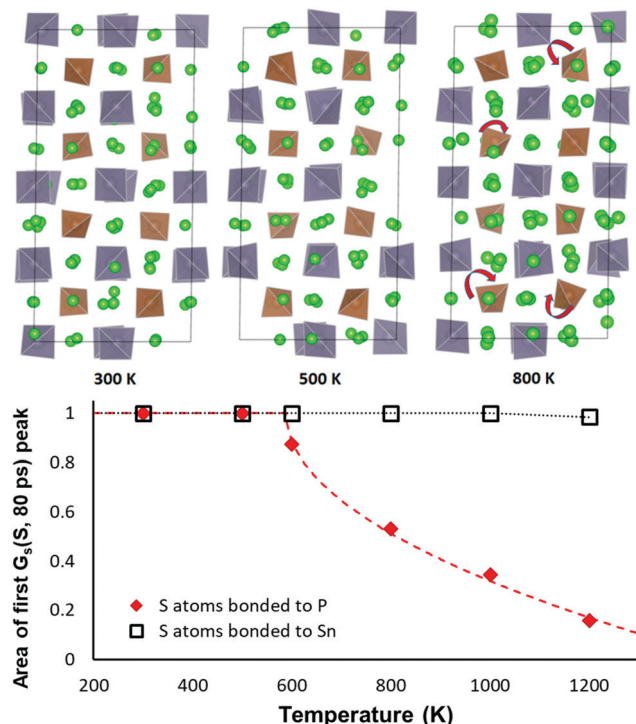 300 K
500 K
800 K
Area of first Gₛ(S, 80 ps) peak
1
0.8
0.6
0.4
0.2
0
S atoms bonded to P
S atoms bonded to Sn
200
400
600
800
1000
1200
Temperature (K)